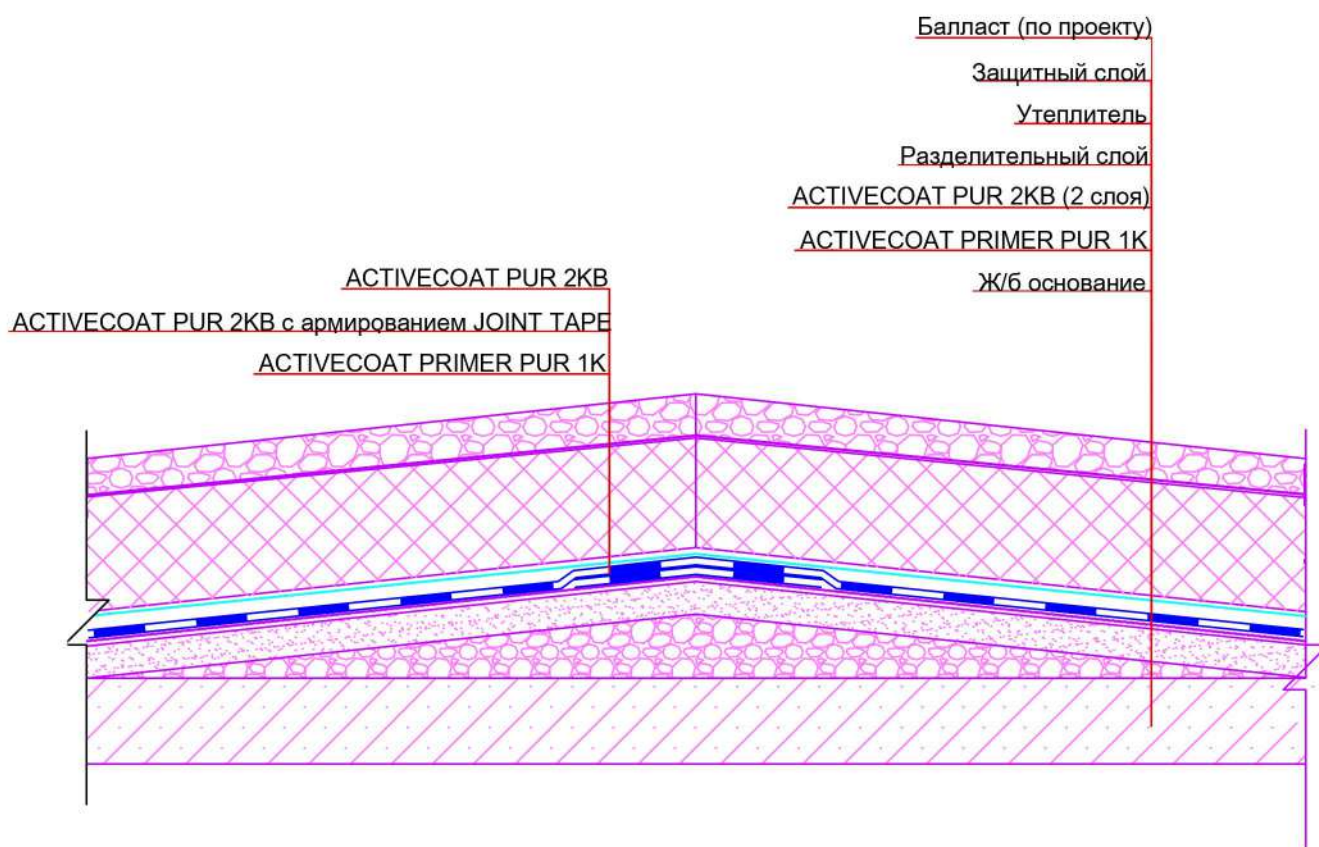 Балласт (по проекту)
Защитный слой
Утеплитель
Разделительный слой
ACTIVECOAT PUR 2KB (2 слоя)
ACTIVECOAT PRIMER PUR 1K
Ж/б основание
ACTIVECOAT PUR 2KB
ACTIVECOAT PUR 2KB с армированием JOINT TAPE
ACTIVECOAT PRIMER PUR 1K